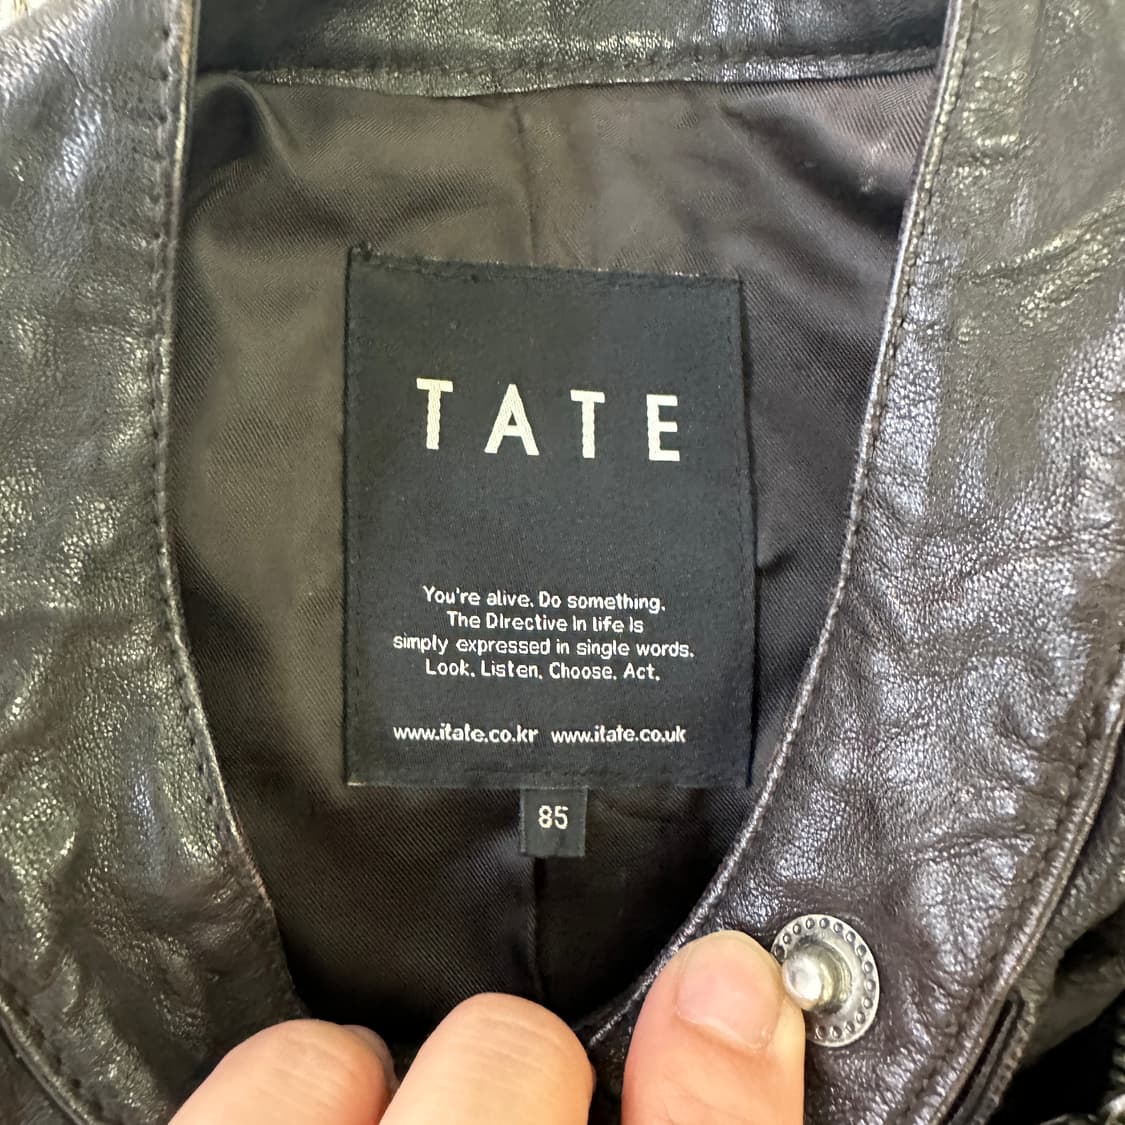 TATE
You're alive. Do something.
The Directive in life is
simply expressed in single words.
Look. Listen. Choose. Act.
www.itate.co.kr www.itate.co.uk
85